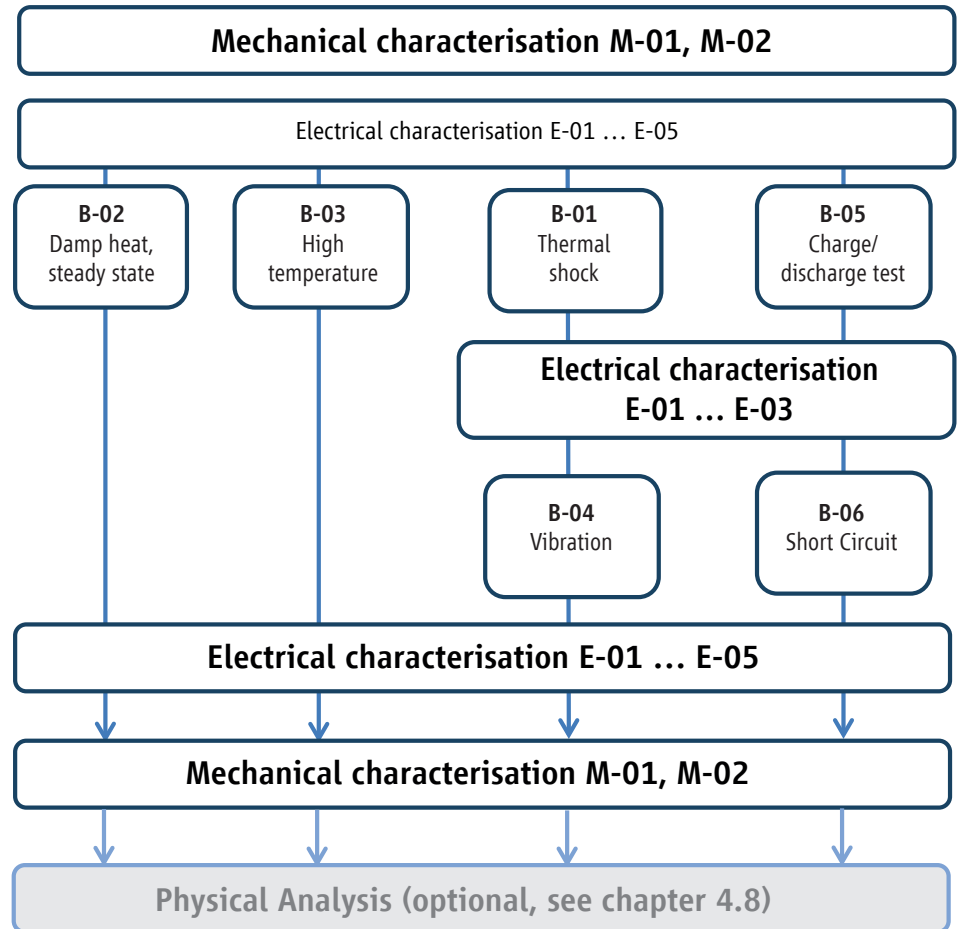 Mechanical characterisation M-01, M-02
Electrical characterisation E-01 … E-05
B-02
Damp heat,
steady state
B-03
High
temperature
B-01
Thermal
shock
B-05
Charge/
discharge test
Electrical characterisation
E-01 … E-03
B-04
Vibration
B-06
Short Circuit
Electrical characterisation E-01 … E-05
Mechanical characterisation M-01, M-02
Physical Analysis (optional, see chapter 4.8)